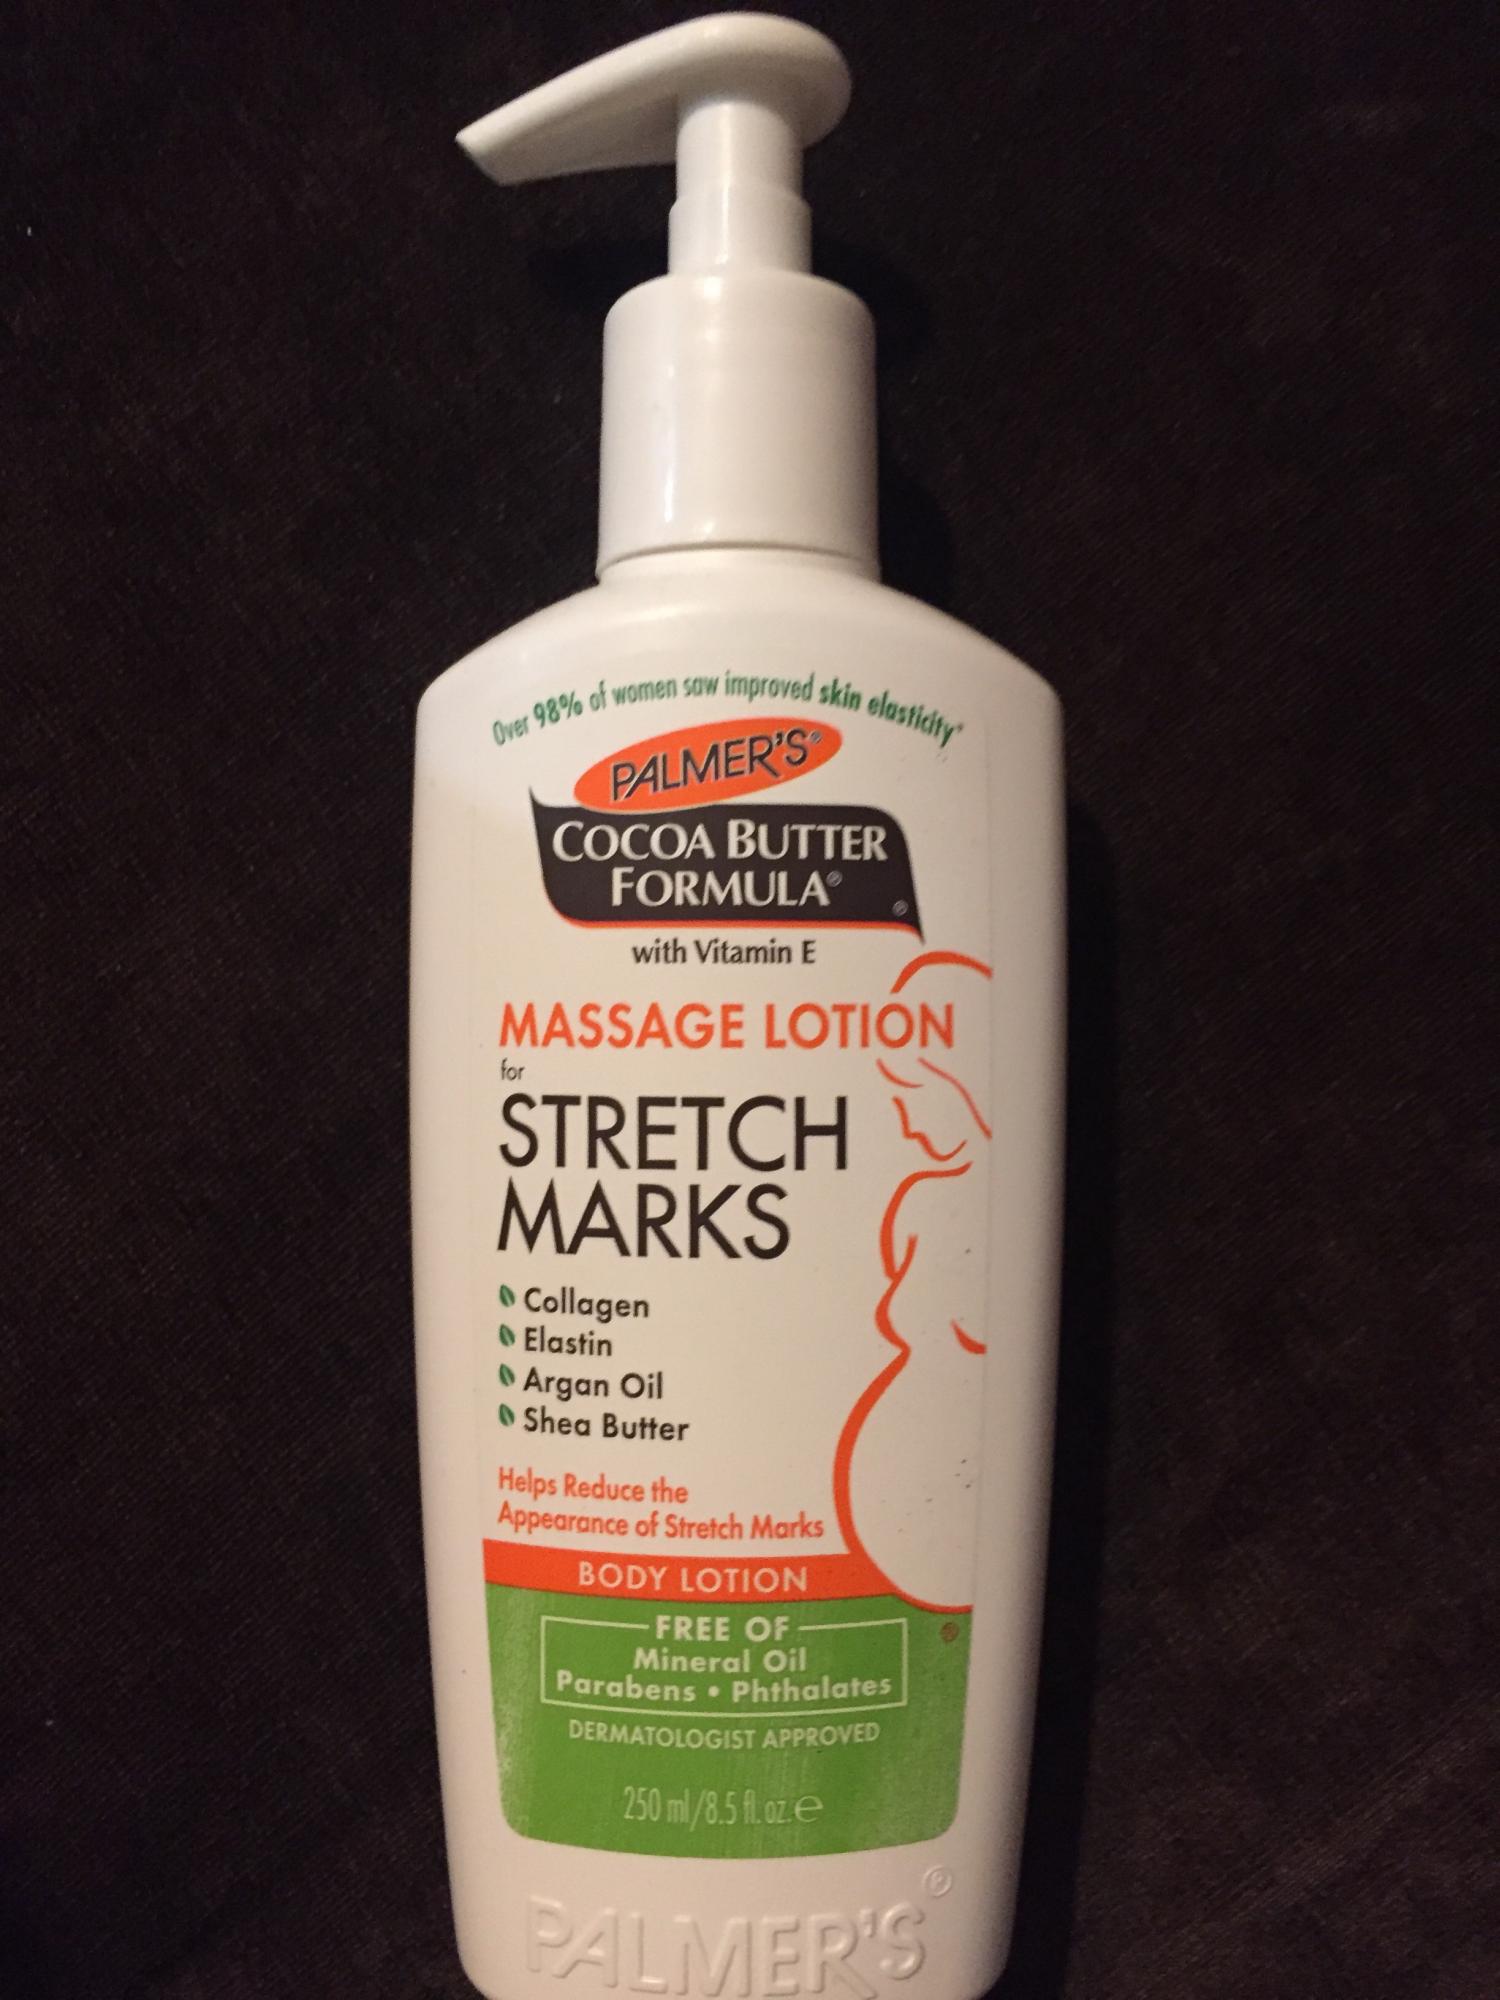 Over 98% of women saw improved skin elasticity*
PALMER'S®
COCOA BUTTER
FORMULA®
®
with Vitamin E
MASSAGE LOTION
for
STRETCH
MARKS
Collagen
Elastin
Argan Oil
Shea Butter
Helps Reduce the
Appearance of Stretch Marks
BODY LOTION
FREE OF
Mineral Oil
Parabens • Phthalates
DERMATOLOGIST APPROVED
250 ml/8.5 fl. oz. ℮
PALMER'S®